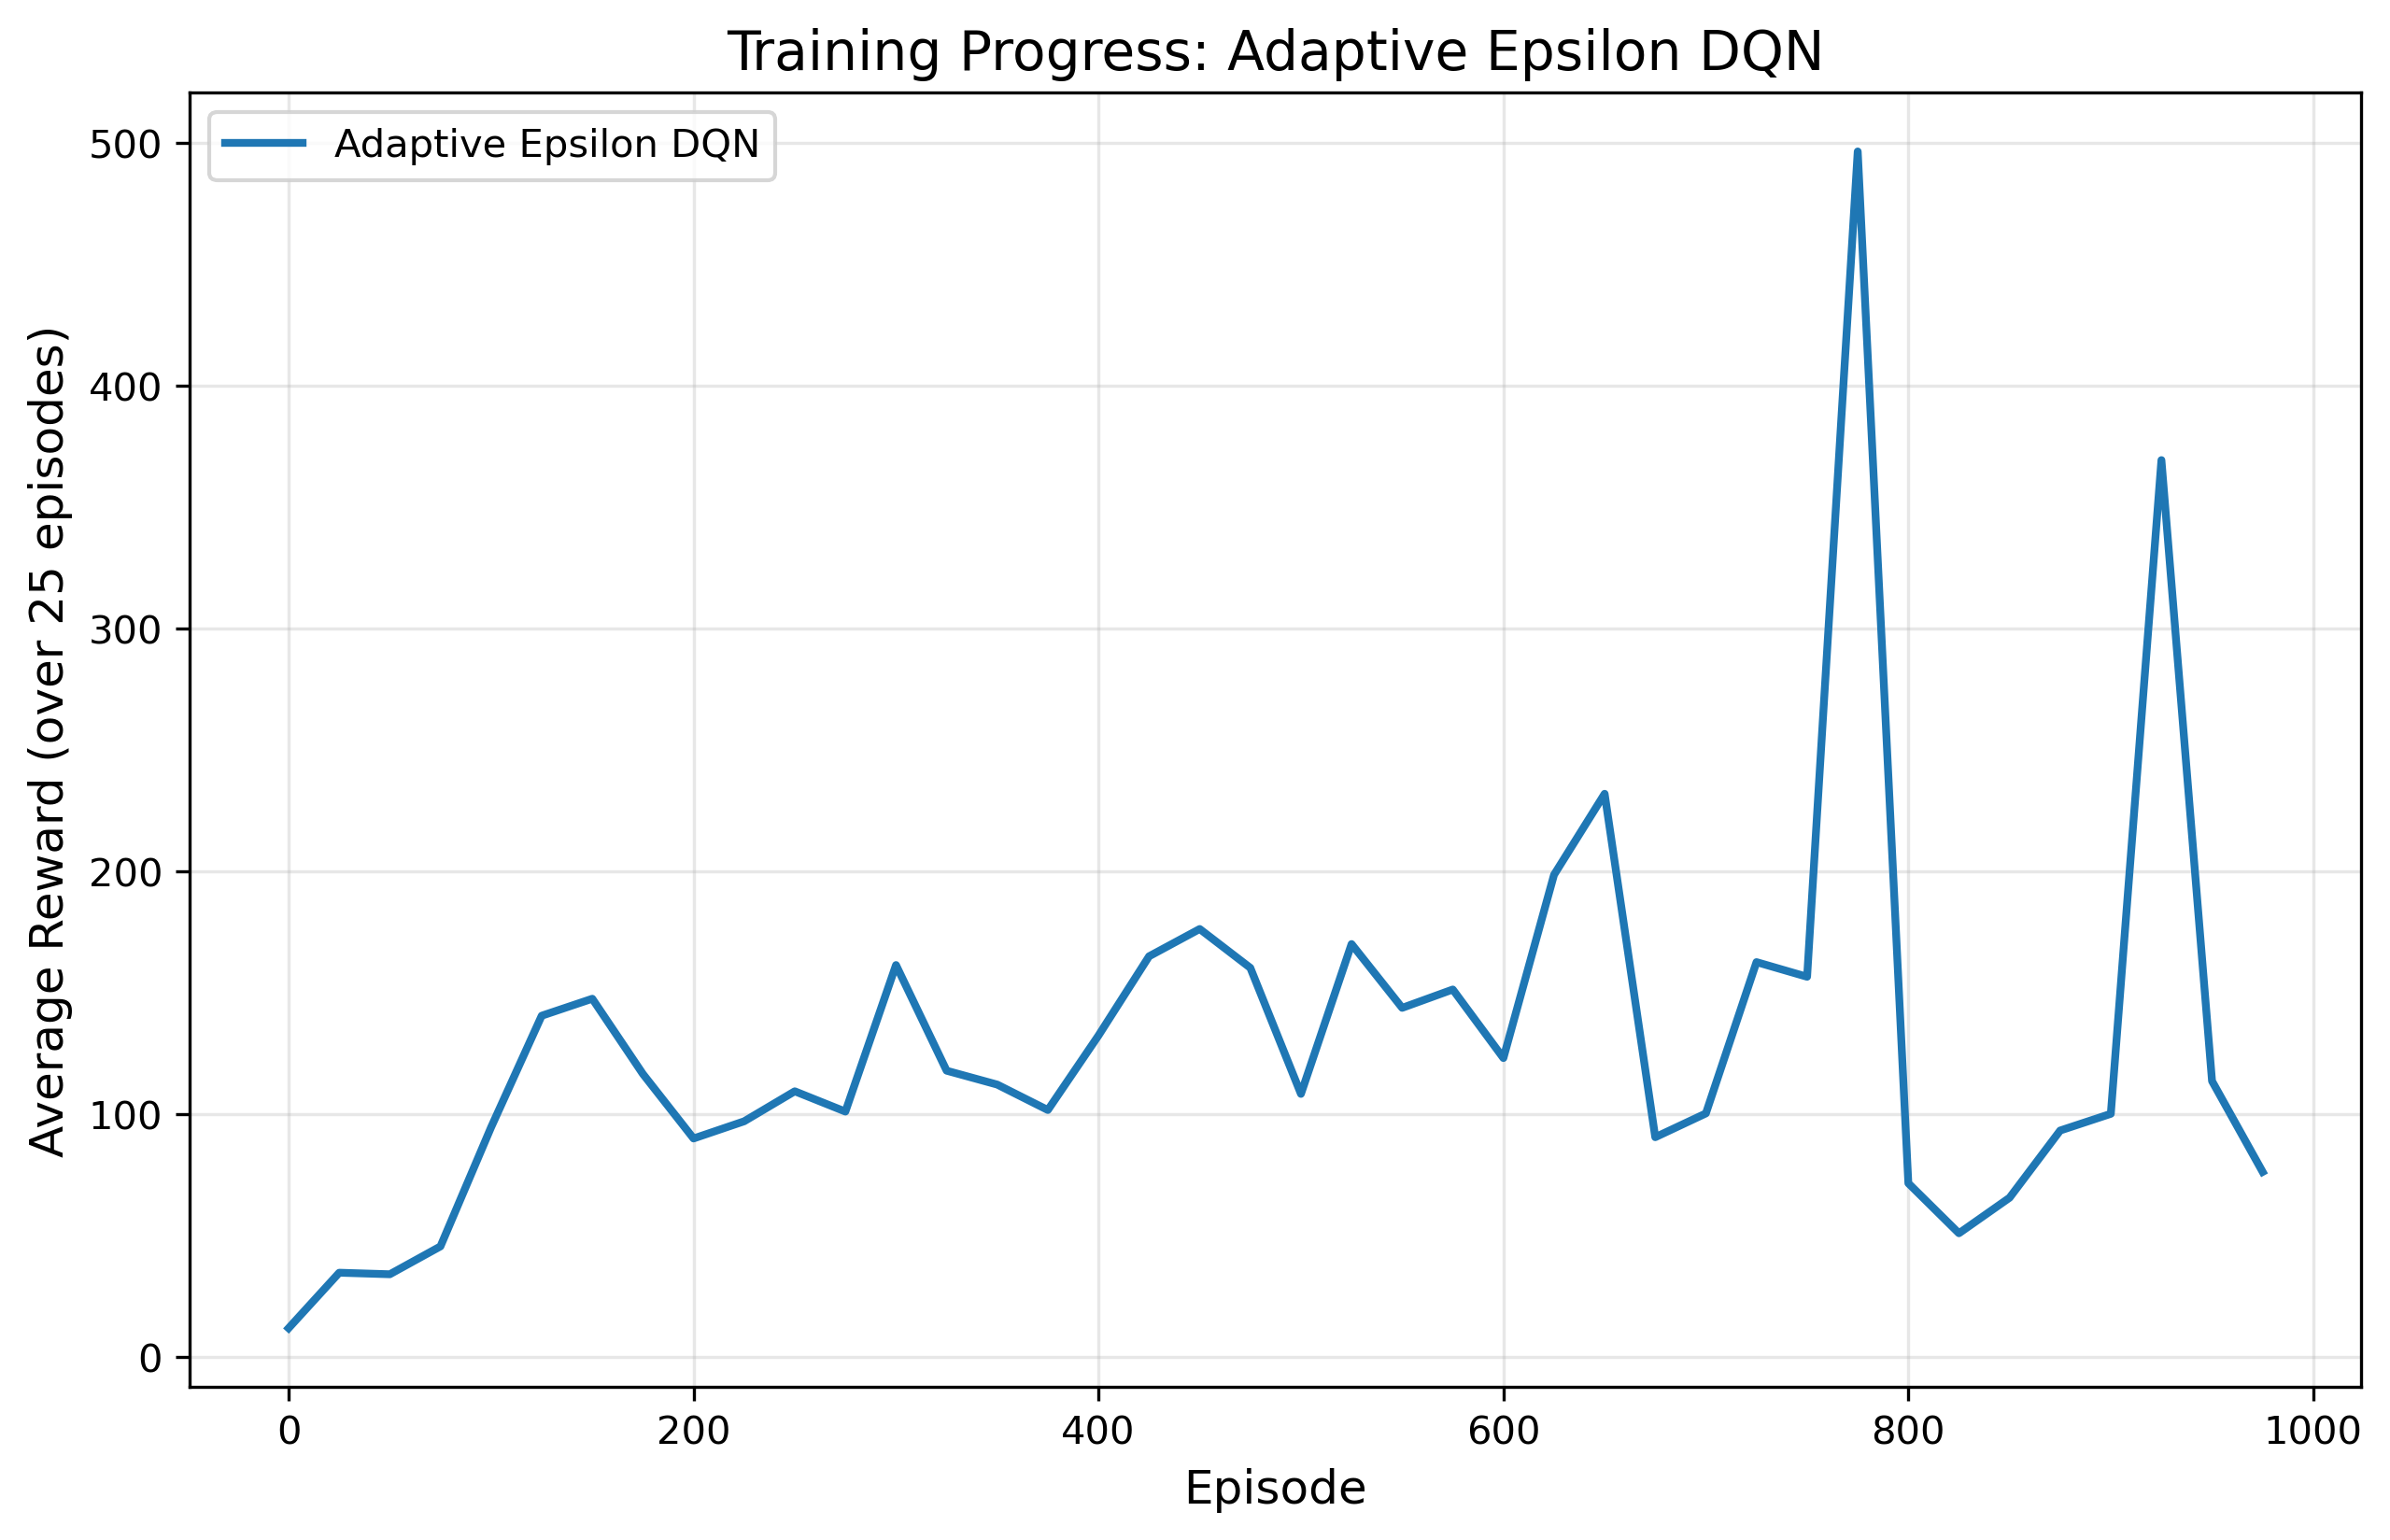 Training Progress: Adaptive Epsilon DQN
Adaptive Epsilon DQN
Average Reward (over 25 episodes)
500
400
300
200
100
0
0 200 400 600 800 1000
Episode